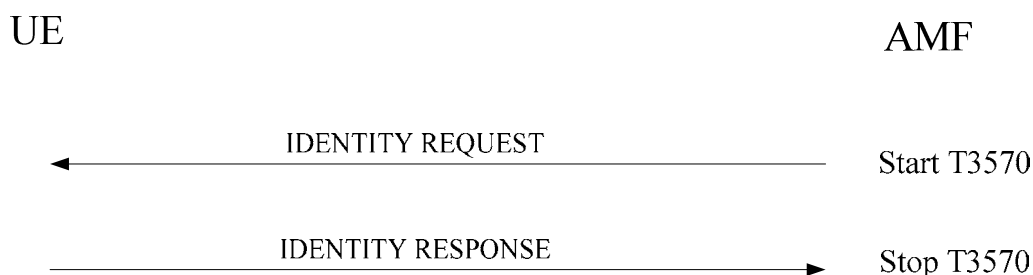 UE
AMF
IDENTITY REQUEST
Start T3570
IDENTITY RESPONSE
Stop T3570